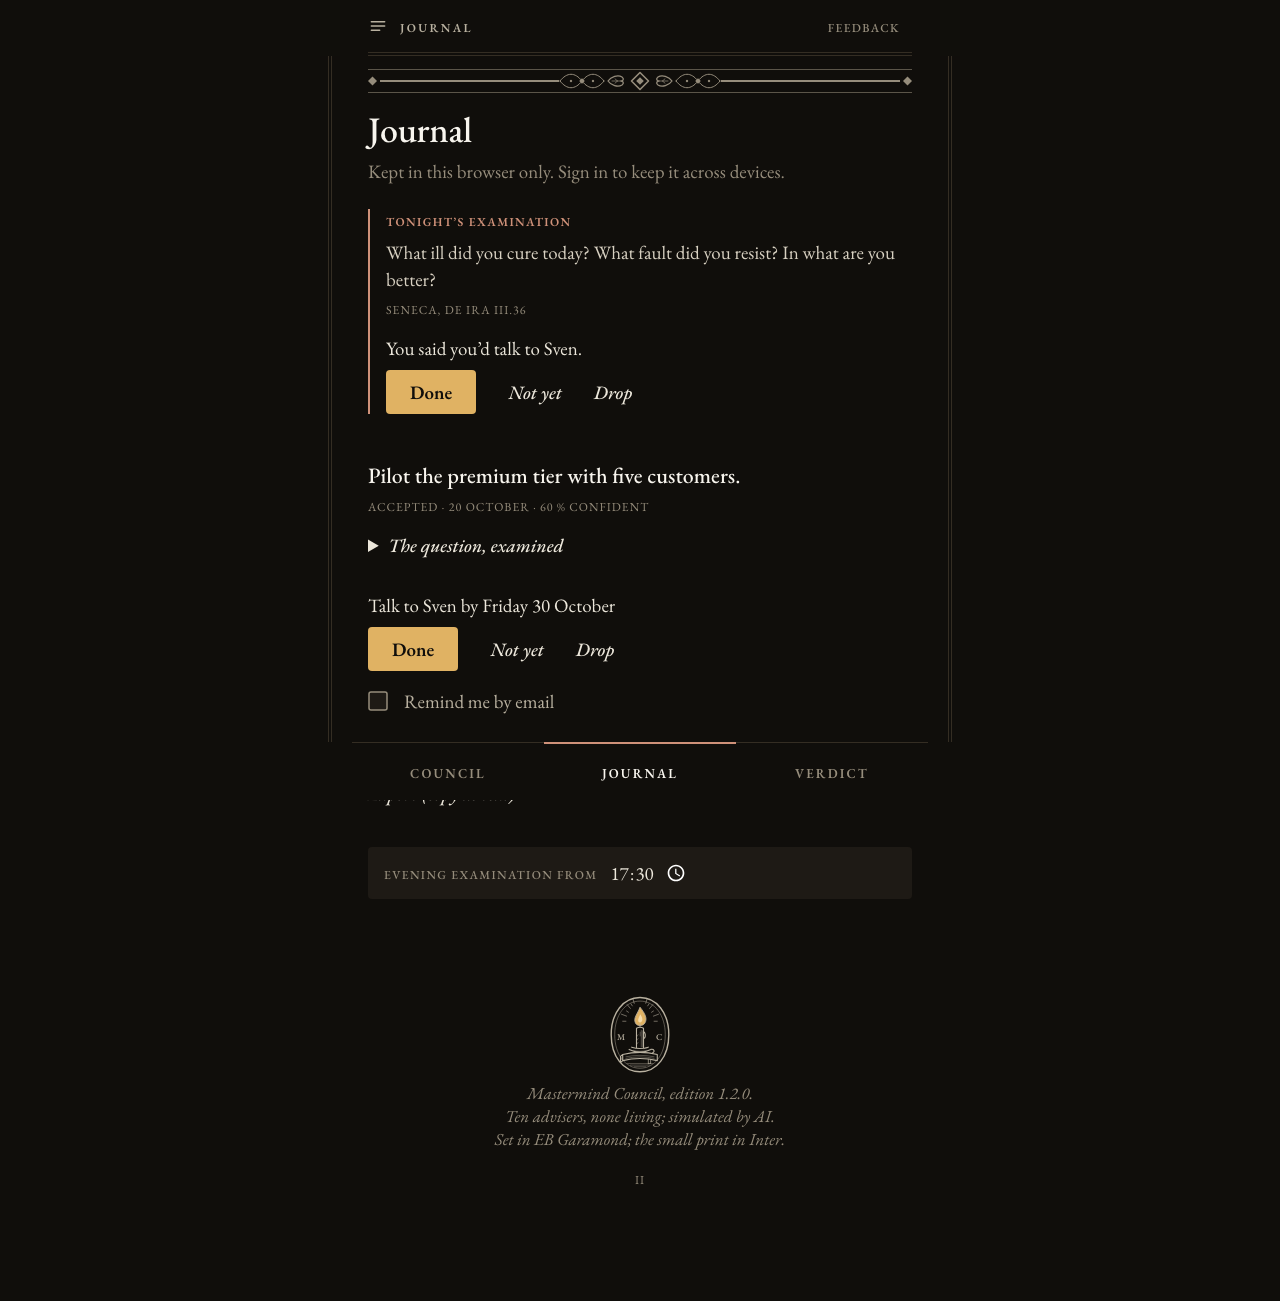 JOURNAL
FEEDBACK
Journal
Kept in this browser only. Sign in to keep it across devices.
TONIGHT’S EXAMINATION
What ill did you cure today? What fault did you resist? In what are you
better?
SENECA, DE IRA III.36
You said you’d talk to Sven.
Done Not yet Drop
Pilot the premium tier with five customers.
ACCEPTED · 20 OCTOBER · 60 % CONFIDENT
The question, examined
Talk to Sven by Friday 30 October
Done Not yet Drop
Remind me by email
COUNCIL JOURNAL VERDICT
EVENING EXAMINATION FROM 17:30
M C
Mastermind Council, edition 1.2.0.
Ten advisers, none living; simulated by AI.
Set in EB Garamond; the small print in Inter.
II